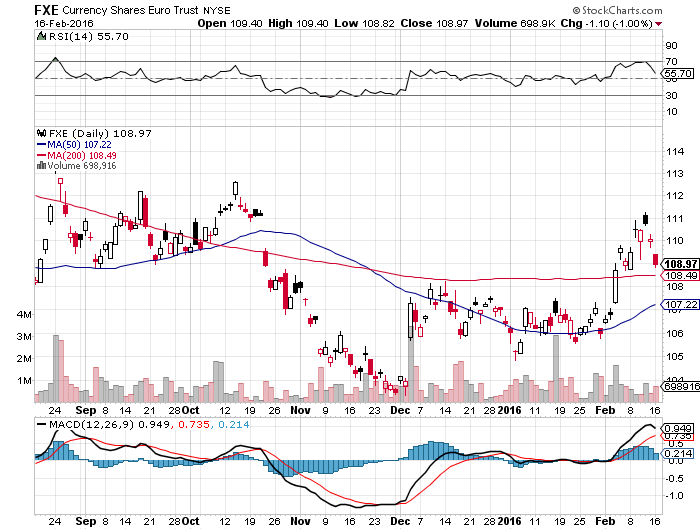 FXE Currency Shares Euro Trust NYSE © StockCharts.com
16-Feb-2016 Open 109.40 High 109.40 Low 108.82 Close 108.97 Volume 698.9K Chg -1.10 (-1.00%)
RSI(14) 55.70
90
70
55.70
30
10
FXE (Daily) 108.97
MA(50) 107.22
MA(200) 108.49
Volume 698,916
114
113
112
111
110
108.97
108.49
108
107.22
106
105
104
698916
4M
3M
2M
1M
24 Sep 8 14 21 28 Oct 12 19 26 Nov 9 16 23 Dec 7 14 21 28 2016 11 19 25 Feb 8 16
MACD(12,26,9) 0.949, 0.735, 0.214
0.949
0.735
0.214
0.0
-0.5
-1.0
24 Sep 8 14 21 28 Oct 12 19 26 Nov 9 16 23 Dec 7 14 21 28 2016 11 19 25 Feb 8 16